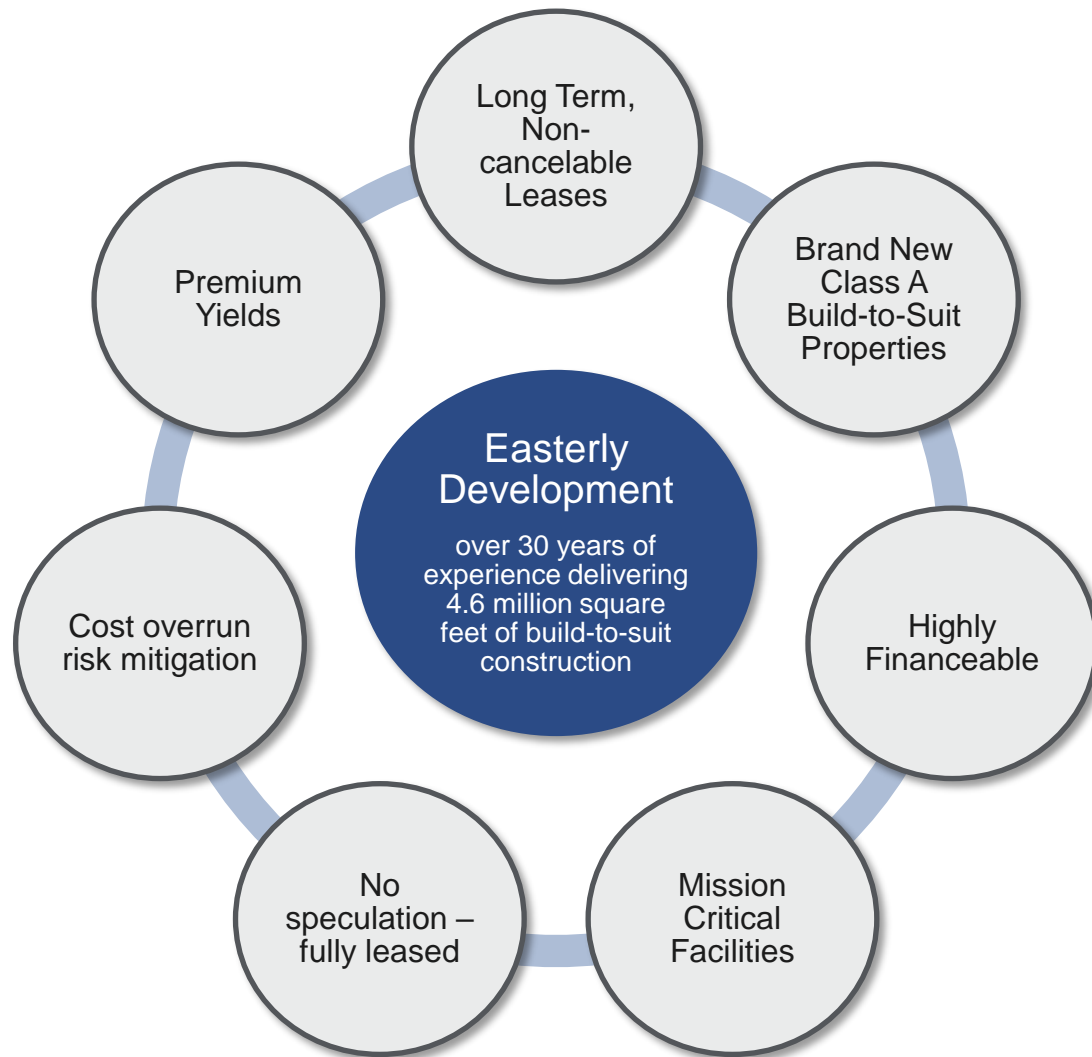 Long Term,
Non-
cancelable
Leases
Brand New
Class A
Build-to-Suit
Properties
Highly
Financeable
Mission
Critical
Facilities
No
speculation –
fully leased
Cost overrun
risk mitigation
Premium
Yields
Easterly
Development
over 30 years of
experience delivering
4.6 million square
feet of build-to-suit
construction